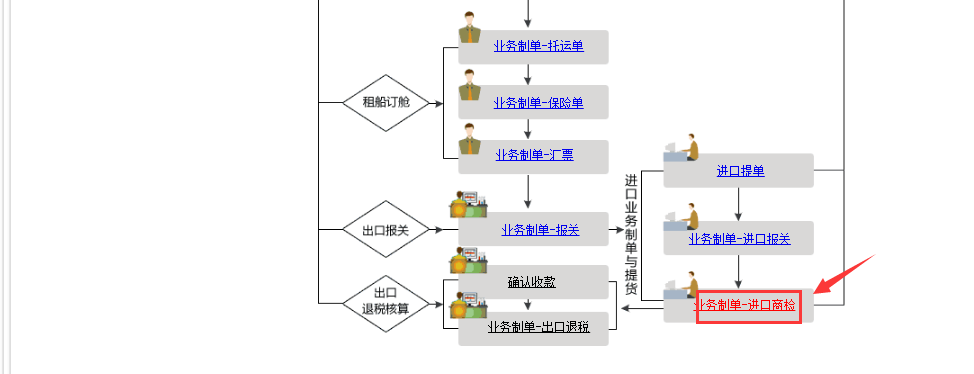 业务制单-托运单
租船订舱
业务制单-保险单
业务制单-汇票
进口提单
进口业务制单与提货
出口报关
业务制单-报关
业务制单-进口报关
确认收款
出口
退税核算
业务制单-出口退税
业务制单-进口商检